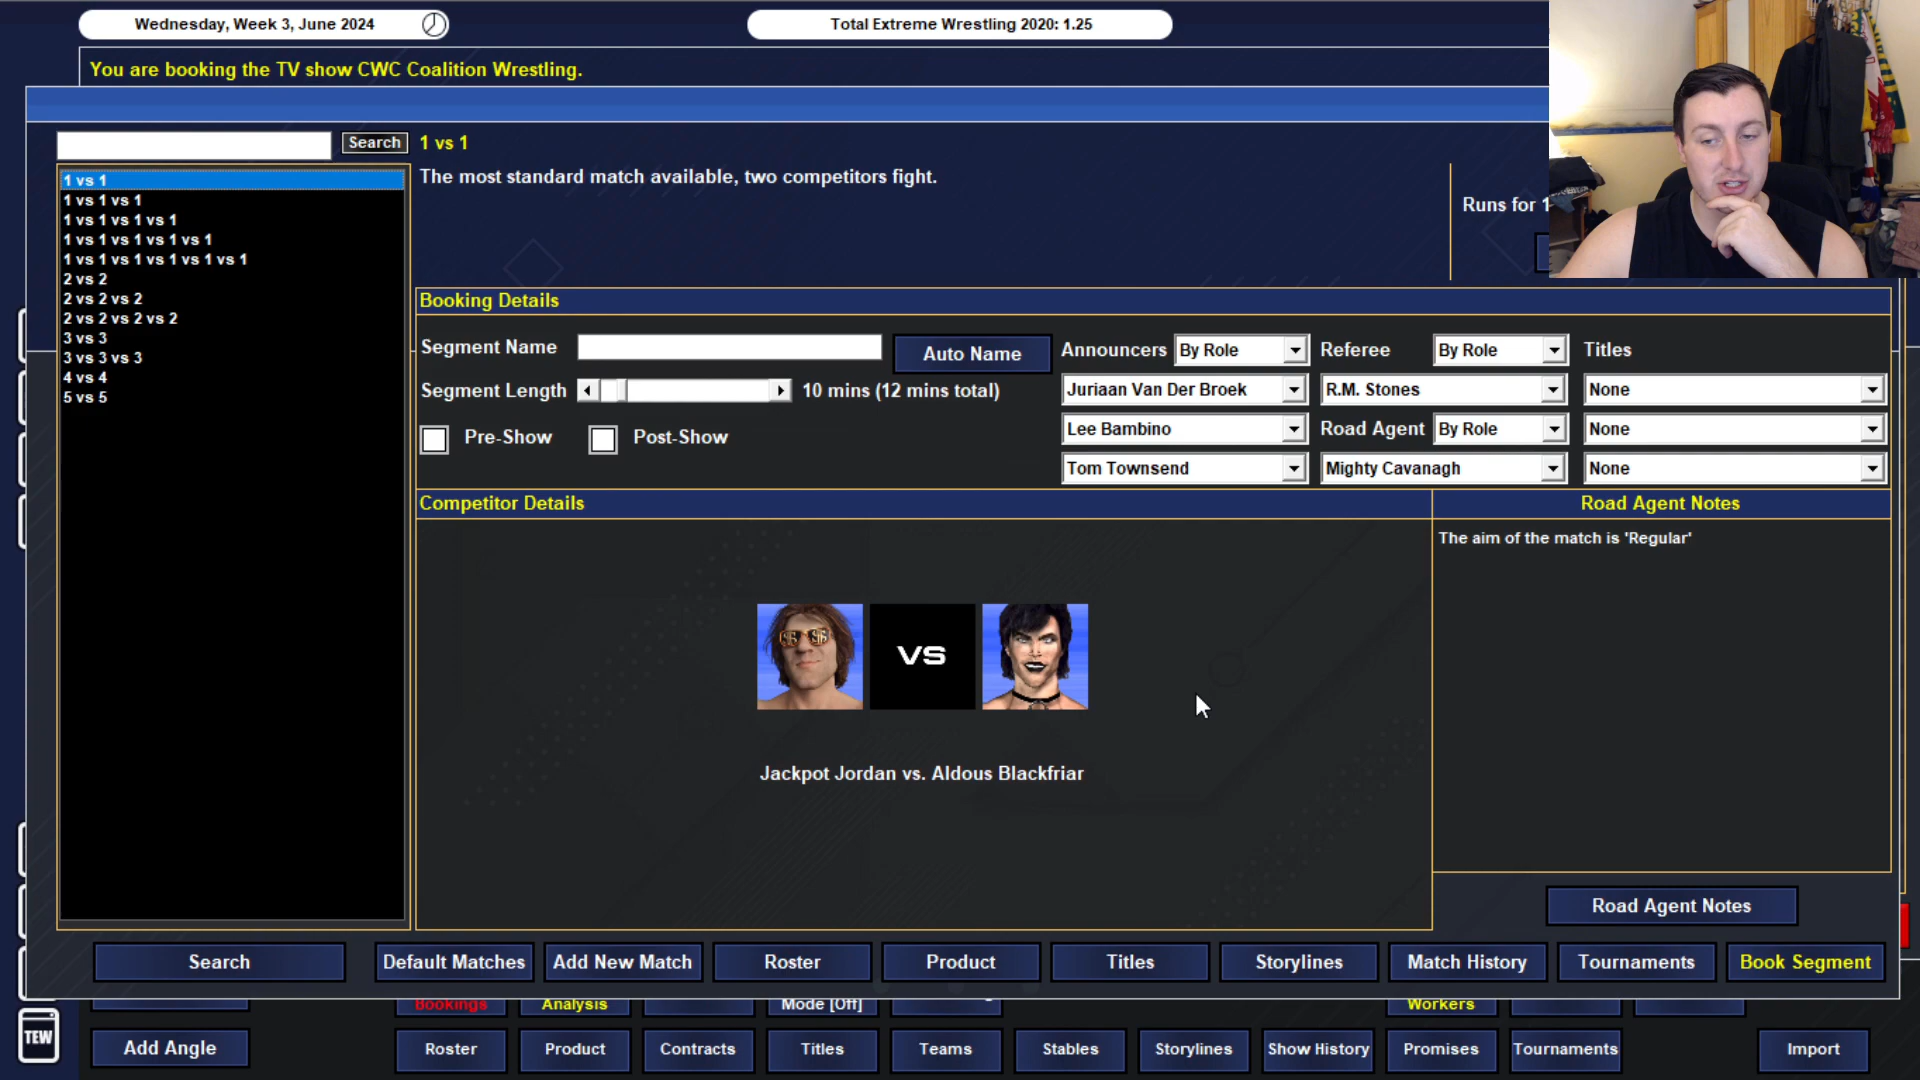 Wednesday, Week 3, June 2024
Total Extreme Wrestling 2020: 1.25
You are booking the TV show CWC Coalition Wrestling.
Search
1 vs 1
The most standard match available, two competitors fight.
Runs for 1
1 vs 1
1 vs 1 vs 1
1 vs 1 vs 1 vs 1
1 vs 1 vs 1 vs 1 vs 1
1 vs 1 vs 1 vs 1 vs 1 vs 1
2 vs 2
2 vs 2 vs 2
2 vs 2 vs 2 vs 2
3 vs 3
3 vs 3 vs 3
4 vs 4
5 vs 5
Booking Details
Segment Name
Auto Name
Announcers
By Role
Referee
By Role
Titles
Segment Length
10 mins (12 mins total)
Juriaan Van Der Broek
R.M. Stones
None
Pre-Show
Post-Show
Lee Bambino
Road Agent
By Role
None
Tom Townsend
Mighty Cavanagh
None
Competitor Details
Road Agent Notes
The aim of the match is 'Regular'
VS
Jackpot Jordan vs. Aldous Blackfriar
Road Agent Notes
Search
Default Matches
Add New Match
Roster
Product
Titles
Storylines
Match History
Tournaments
Book Segment
Bookings
Analysis
Mode [Off]
Workers
TEW
Add Angle
Roster
Product
Contracts
Titles
Teams
Stables
Storylines
Show History
Promises
Tournaments
Import